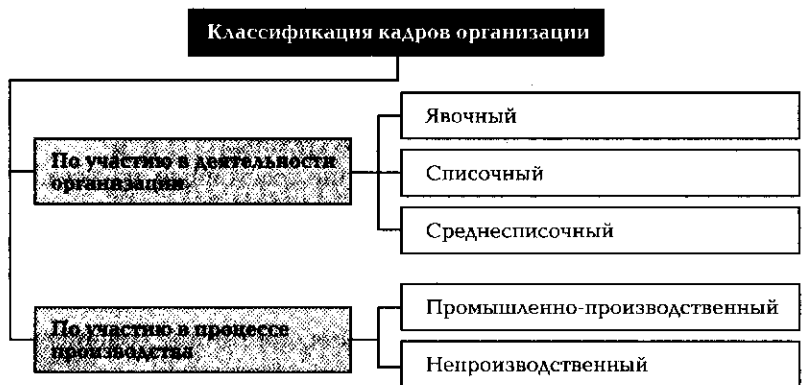 Классификация кадров организации
По участию в деятельности
организации
Явочный
Списочный
Среднесписочный
По участию в процессе
производства
Промышленно-производственный
Непроизводственный